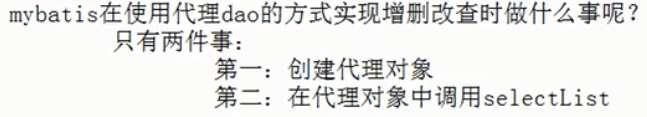 mybatis在使用代理dao的方式实现增删改查时做什么事呢？
只有两件事：
第一：创建代理对象
第二：在代理对象中调用selectList